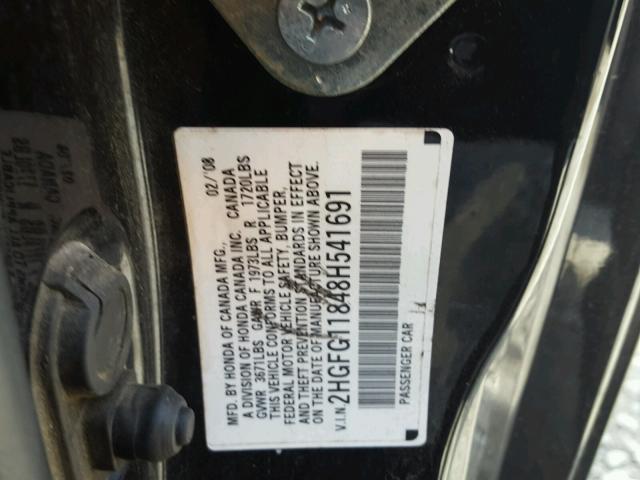 MFD. BY HONDA OF CANADA MFG., 02/'08
A DIVISION OF HONDA CANADA INC. CANADA
GVWR 3671LBS GAWR F 1973LBS R 1720LBS
THIS VEHICLE CONFORMS TO ALL APPLICABLE
FEDERAL MOTOR VEHICLE SAFETY, BUMPER,
AND THEFT PREVENTION STANDARDS IN EFFECT
ON THE DATE OF MANUFACTURE SHOWN ABOVE.
V.I.N. 2HGFG11848H541691
PASSENGER CAR